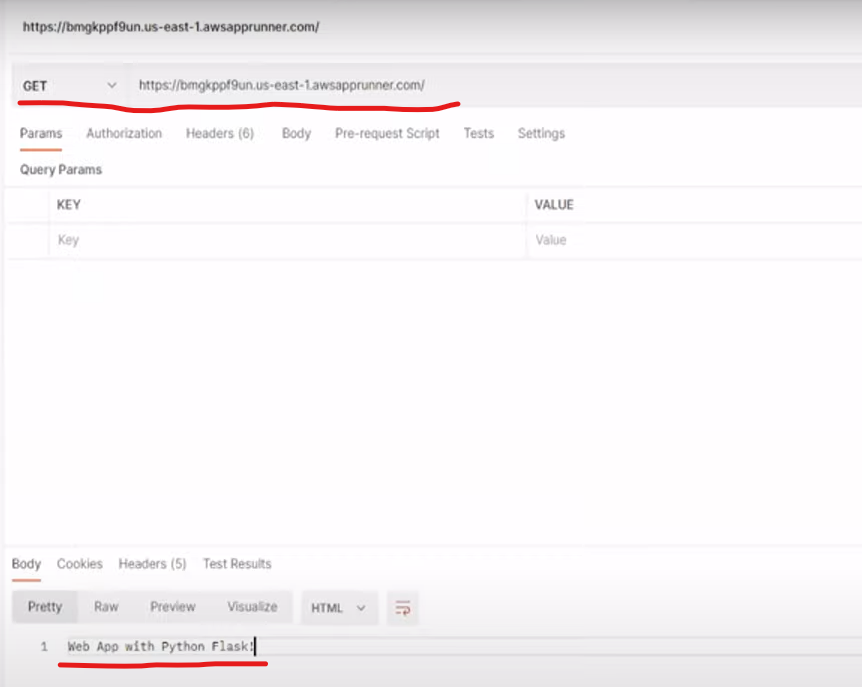 https://bmgkppf9un.us-east-1.awsapprunner.com/
GET https://bmgkppf9un.us-east-1.awsapprunner.com/
Params Authorization Headers (6) Body Pre-request Script Tests Settings
Query Params
KEY VALUE
Key Value
Body Cookies Headers (5) Test Results
Pretty Raw Preview Visualize HTML
1 Web App with Python Flask!